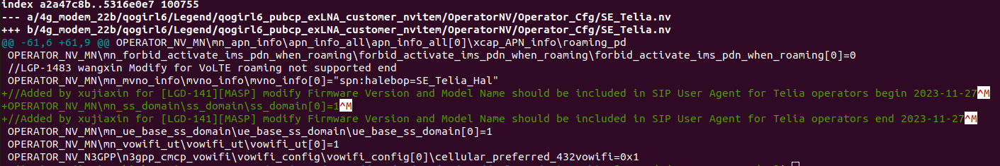 index a2a47c8b..5316e0e7 100755
--- a/4g_modem_22b/qogirl6/Legend/qogirl6_pubcp_exLNA_customer_nvitem/OperatorNV/Operator_Cfg/SE_Telia.nv
+++ b/4g_modem_22b/qogirl6/Legend/qogirl6_pubcp_exLNA_customer_nvitem/OperatorNV/Operator_Cfg/SE_Telia.nv
@@ -61,6 +61,9 @@ OPERATOR_NV_MN\mn_apn_info\apn_info_all\apn_info_all[0]\xcap_APN_info\roaming_pd
 OPERATOR_NV_MN\mn_forbid_activate_ims_pdn_when_roaming\forbid_activate_ims_pdn_when_roaming\forbid_activate_ims_pdn_when_roaming[0]=0
 //LGP-1483 wangxin Modify for VoLTE roaming not supported end
 OPERATOR_NV_MN\mn_mvno_info\mvno_info\mvno_info[0]="spn:halebop=SE_Telia_Hal"
+//Added by xujiaxin for [LGD-141][MASP] modify Firmware Version and Model Name should be included in SIP User Agent for Telia operators begin 2023-11-27^M
+OPERATOR_NV_MN\mn_ss_domain\ss_domain\ss_domain[0]=1^M
+//Added by xujiaxin for [LGD-141][MASP] modify Firmware Version and Model Name should be included in SIP User Agent for Telia operators end 2023-11-27^M
 OPERATOR_NV_MN\mn_ue_base_ss_domain\ue_base_ss_domain\ue_base_ss_domain[0]=1
 OPERATOR_NV_MN\mn_vowifi_ut\vowifi_ut\vowifi_ut[0]=1
 OPERATOR_NV_N3GPP\n3gpp_cmcp_vowifi\vowifi_config\vowifi_config[0]\cellular_preferred_432vowifi=0x1